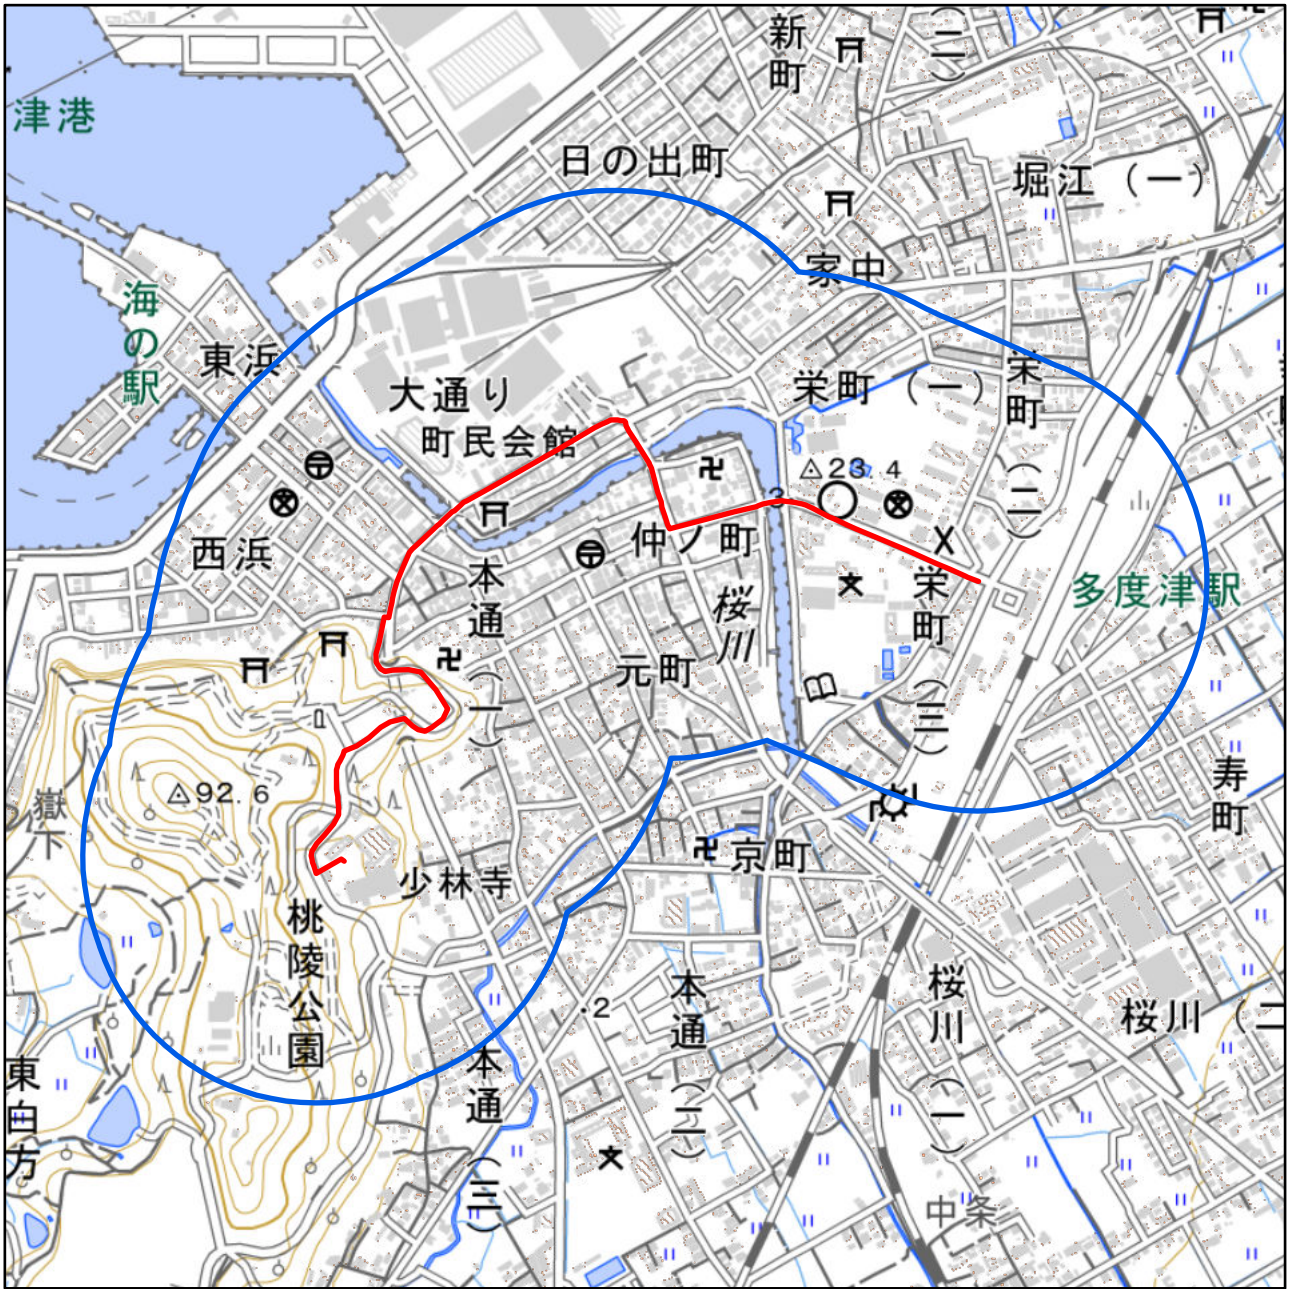 新町
(二)
津港
日の出町
堀江 (一)
家中
海の駅
東浜
大通り
町民会館
栄町 (一)
栄町(二)
23.4
3
西浜
仲ノ町
本通(一)
桜川
栄町(三)
多度津駅
元町
92.6
嶽下
寿町
京町
少林寺
桃陵公園
2
本通(二)
桜川(一)
桜川 (二
東白方
本通(三)
中条